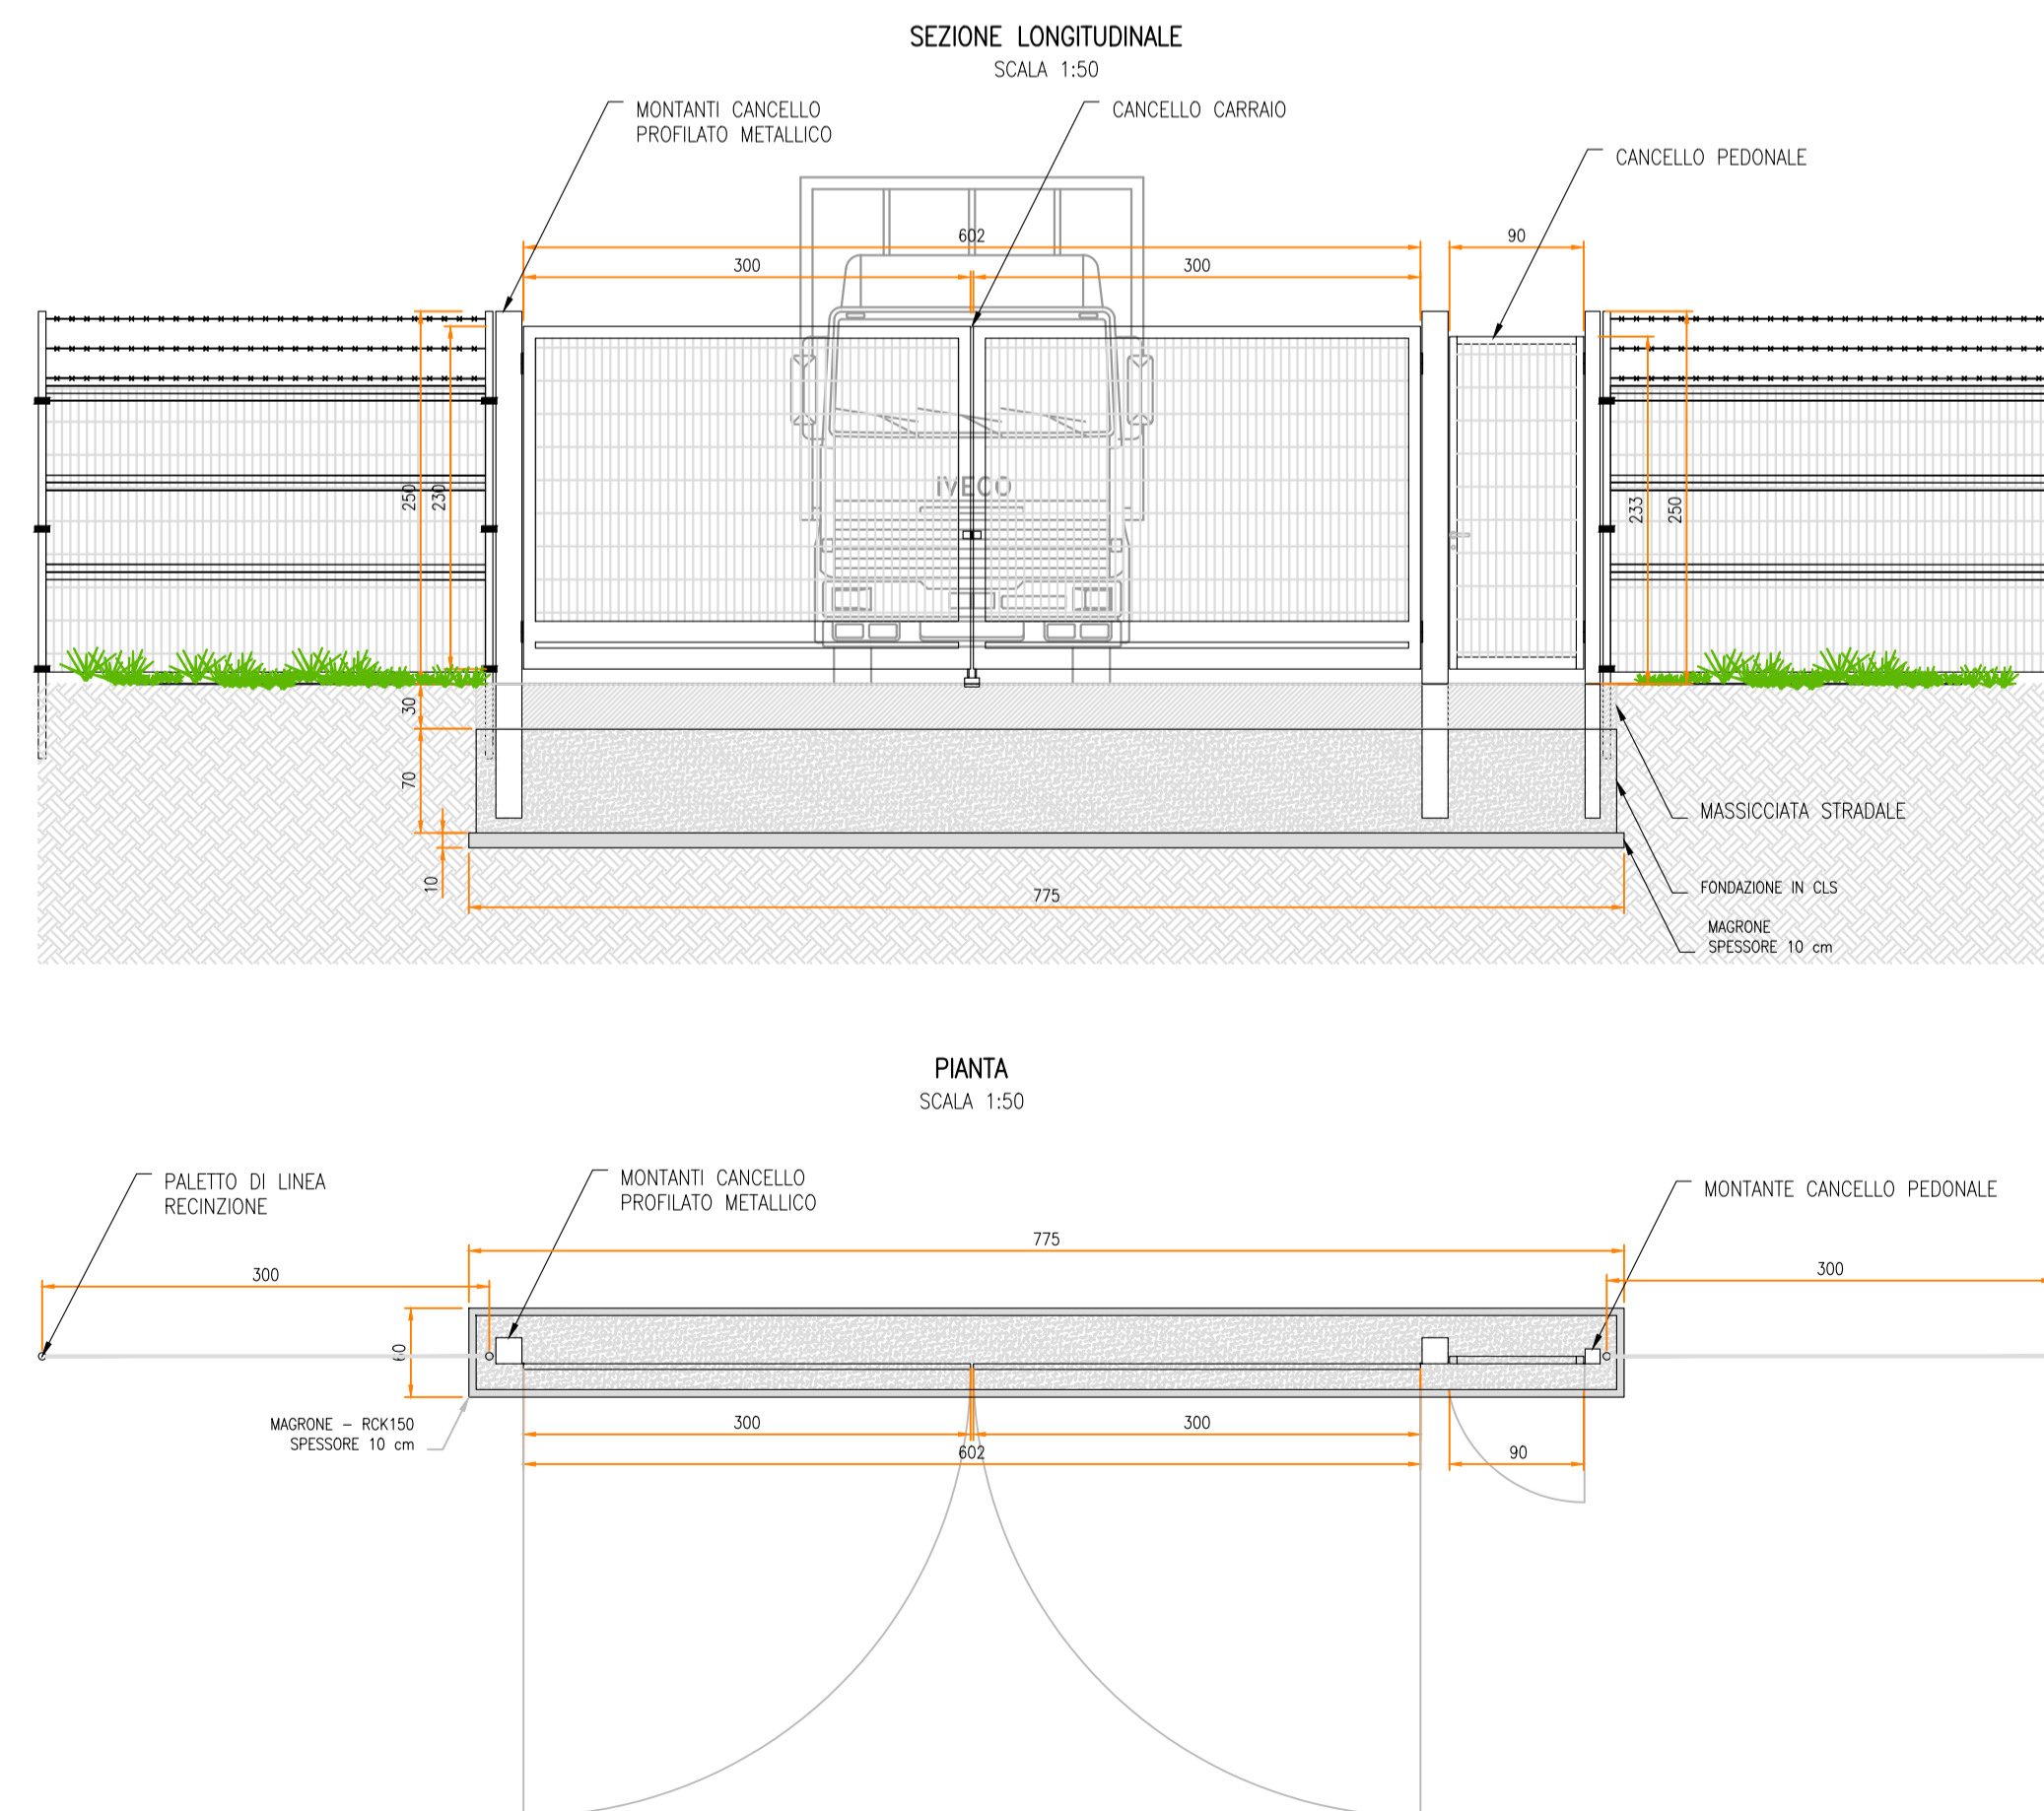 SEZIONE LONGITUDINALE
SCALA 1:50
MONTANTI CANCELLO
PROFILATO METALLICO
CANCELLO CARRAIO
CANCELLO PEDONALE
602
90
300
300
250
230
IVECO
233
250
30
70
10
775
MASSICCIATA STRADALE
FONDAZIONE IN CLS
MAGRONE
SPESSORE 10 cm
PIANTA
SCALA 1:50
PALETTO DI LINEA
RECINZIONE
MONTANTI CANCELLO
PROFILATO METALLICO
MONTANTE CANCELLO PEDONALE
775
300
300
60
MAGRONE - RCK150
SPESSORE 10 cm
300
300
602
90